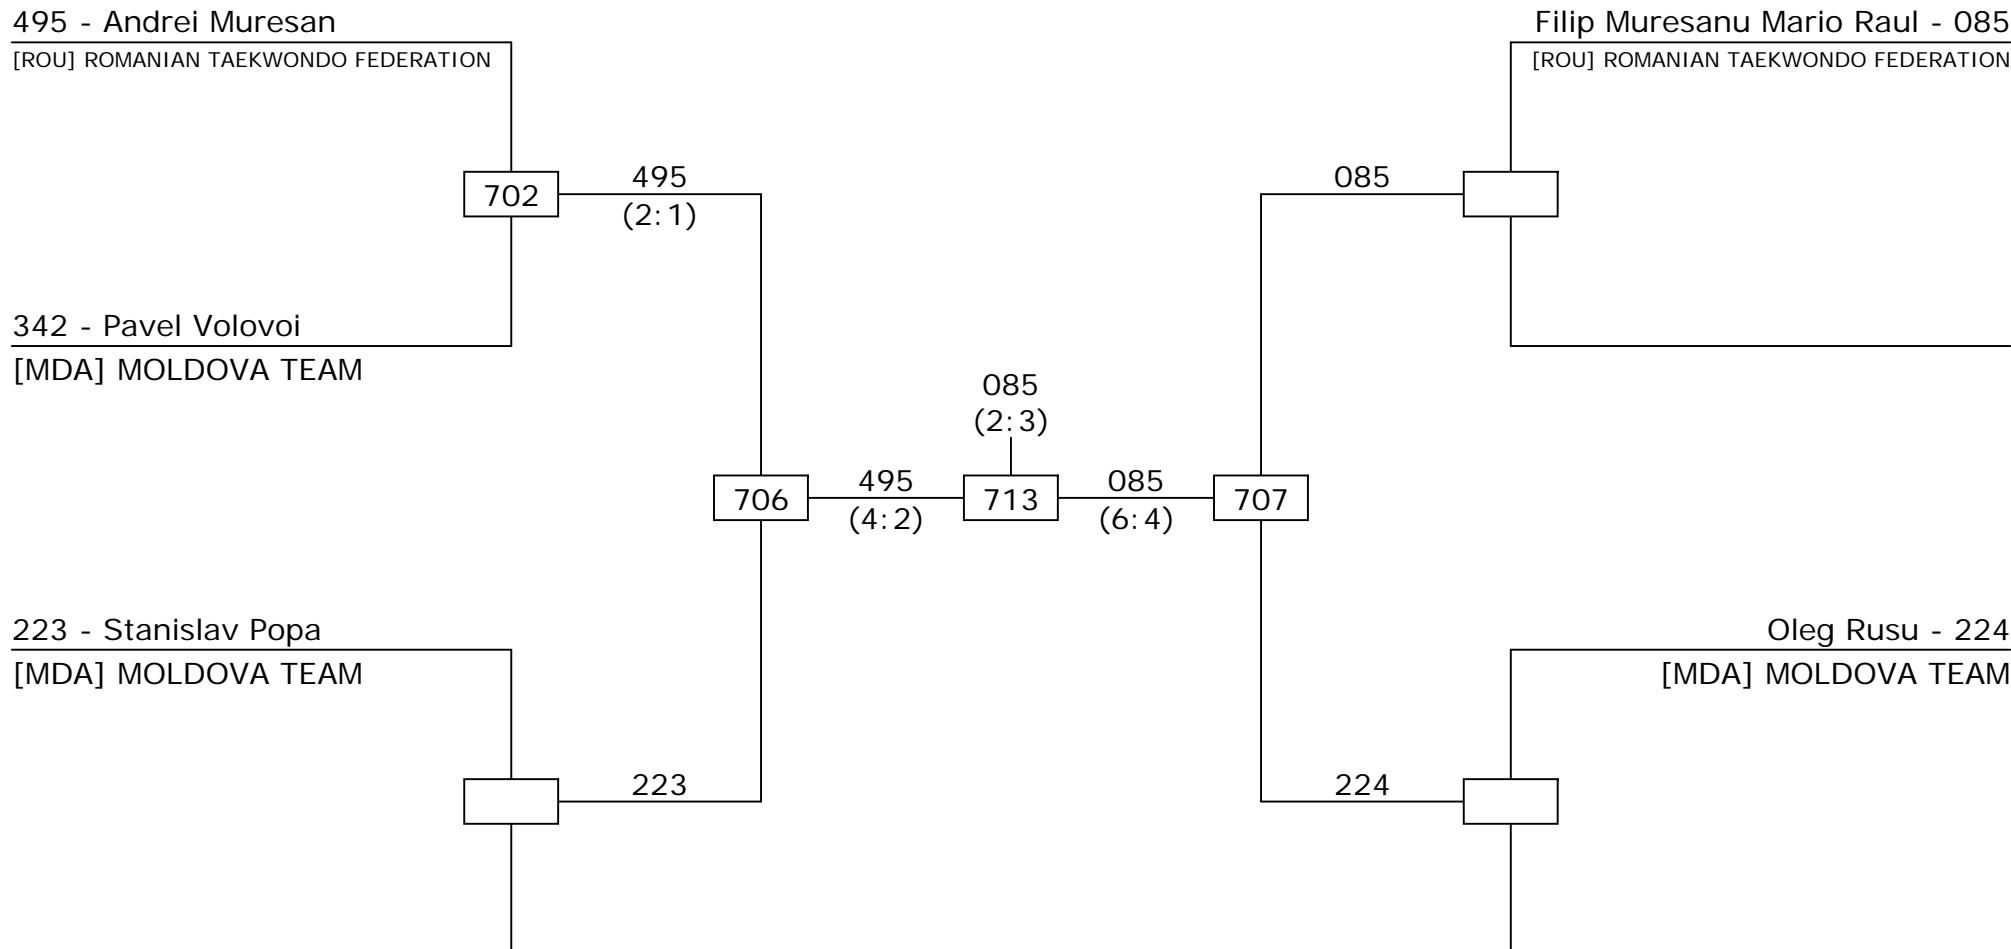 495 - Andrei Muresan
[ROU] ROMANIAN TAEKWONDO FEDERATION
Filip Muresanu Mario Raul - 085
[ROU] ROMANIAN TAEKWONDO FEDERATION
702
495
(2:1)
085
342 - Pavel Volovoi
[MDA] MOLDOVA TEAM
085
(2:3)
706
495
(4:2)
713
085
(6:4)
707
223 - Stanislav Popa
[MDA] MOLDOVA TEAM
Oleg Rusu - 224
[MDA] MOLDOVA TEAM
223
224